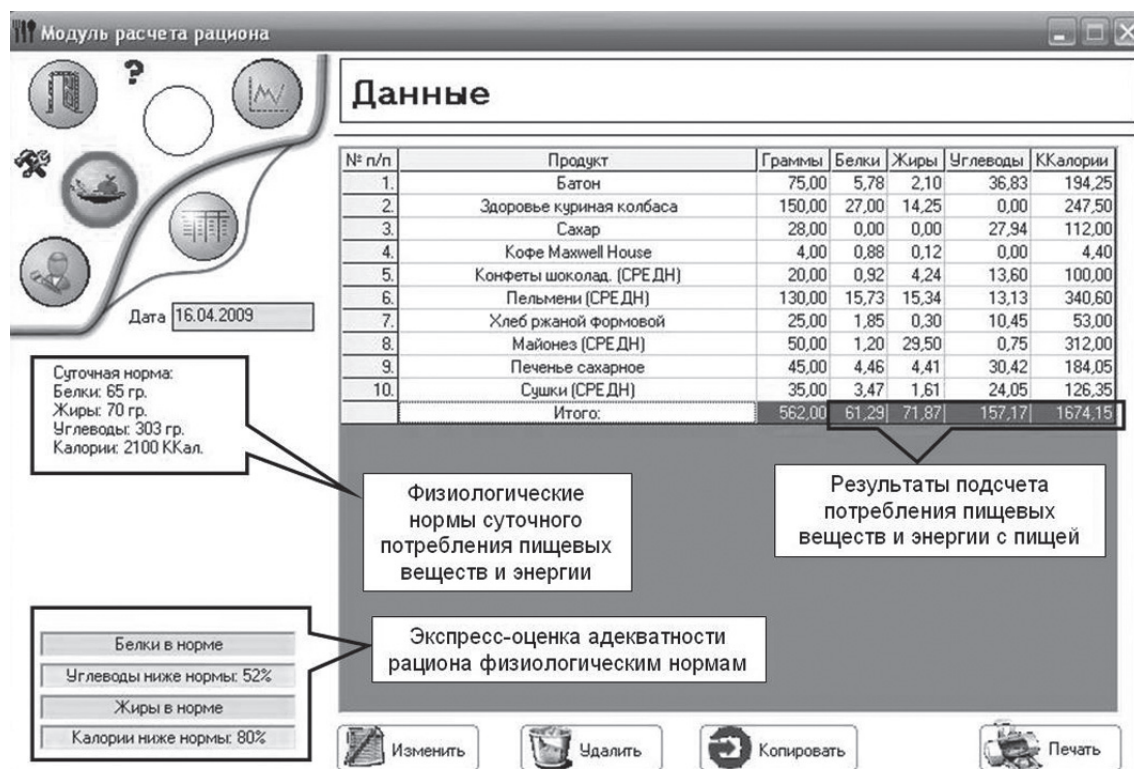 Модуль расчета рациона
?
Данные
Дата 16.04.2009
№ п/п Продукт Граммы Белки Жиры Углеводы ККалории
1. Батон 75,00 5,78 2,10 36,83 194,25
2. Здоровье куриная колбаса 150,00 27,00 14,25 0,00 247,50
3. Сахар 28,00 0,00 0,00 27,94 112,00
4. Кофе Maxwell House 4,00 0,88 0,12 0,00 4,40
5. Конфеты шоколад. (СРЕДН) 20,00 0,92 4,24 13,60 100,00
6. Пельмени (СРЕДН) 130,00 15,73 15,34 13,13 340,60
7. Хлеб ржаной формовой 25,00 1,85 0,30 10,45 53,00
8. Майонез (СРЕДН) 50,00 1,20 29,50 0,75 312,00
9. Печенье сахарное 45,00 4,46 4,41 30,42 184,05
10. Сушки (СРЕДН) 35,00 3,47 1,61 24,05 126,35
Итого: 562,00 61,29 71,87 157,17 1674,15
Суточная норма:
Белки: 65 гр.
Жиры: 70 гр.
Углеводы: 303 гр.
Калории: 2100 ККал.
Физиологические
нормы суточного
потребления пищевых
веществ и энергии
Результаты подсчета
потребления пищевых
веществ и энергии с пищей
Экспресс-оценка адекватности
рациона физиологическим нормам
Белки в норме
Углеводы ниже нормы: 52%
Жиры в норме
Калории ниже нормы: 80%
Изменить
Удалить
Копировать
Печать